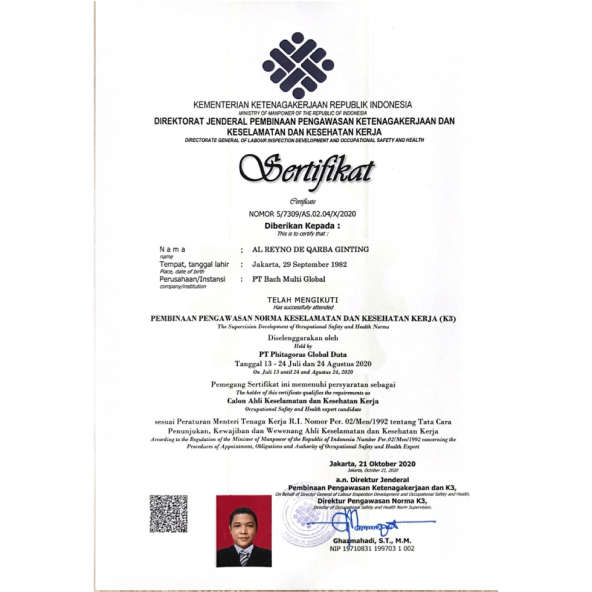 KEMENTERIAN KETENAGAKERJAAN REPUBLIK INDONESIA
MINISTRY OF MANPOWER OF THE REPUBLIC OF INDONESIA
DIREKTORAT JENDERAL PEMBINAAN PENGAWASAN KETENAGAKERJAAN DAN
KESELAMATAN DAN KESEHATAN KERJA
DIRECTORATE GENERAL OF LABOUR INSPECTION DEVELOPMENT AND OCCUPATIONAL SAFETY AND HEALTH
Sertifikat
Certificate
NOMOR 5/7309/AS.02.04/X/2020
Diberikan Kepada :
This is to certify that :
N a m a : AL REYNO DE QARBA GINTING
name
Tempat, tanggal lahir : Jakarta, 29 September 1982
Place, date of birth
Perusahaan/Instansi : PT Bach Multi Global
company/institution
TELAH MENGIKUTI
Has successfully attended
PEMBINAAN PENGAWASAN NORMA KESELAMATAN DAN KESEHATAN KERJA (K3)
The Supervision Development of Occupational Safety and Health Norms
Diselenggarakan oleh
Held by
PT Phitagoras Global Duta
Tanggal 13 - 24 Juli dan 24 Agustus 2020
On Juli 13 until 24 and Agustus 24, 2020
Pemegang Sertifikat ini memenuhi persyaratan sebagai
The holder of this certificate qualifies the requirements as
Calon Ahli Keselamatan dan Kesehatan Kerja
Occupational Safety and Health expert candidate
sesuai Peraturan Menteri Tenaga Kerja R.I. Nomor Per. 02/Men/1992 tentang Tata Cara
Penunjukan, Kewajiban dan Wewenang Ahli Keselamatan dan Kesehatan Kerja
According to the Regulation of the Minister of Manpower of the Republic of Indonesia Number Per.02/Men/1992 concerning the
Procedures of Appointment, Obligations and Authority of Occupational Safety and Health Expert
Jakarta, 21 Oktober 2020
Jakarta, October 21, 2020
a.n. Direktur Jenderal
Pembinaan Pengawasan Ketenagakerjaan dan K3,
On Behalf of Director General of Labour Inspection Development and Occupational Safety and Health,
Direktur Pengawasan Norma K3,
Director of Occupational Safety and Health Norm Supervision,
Ghazmahadi, S.T., M.M.
NIP 19710831 199703 1 002